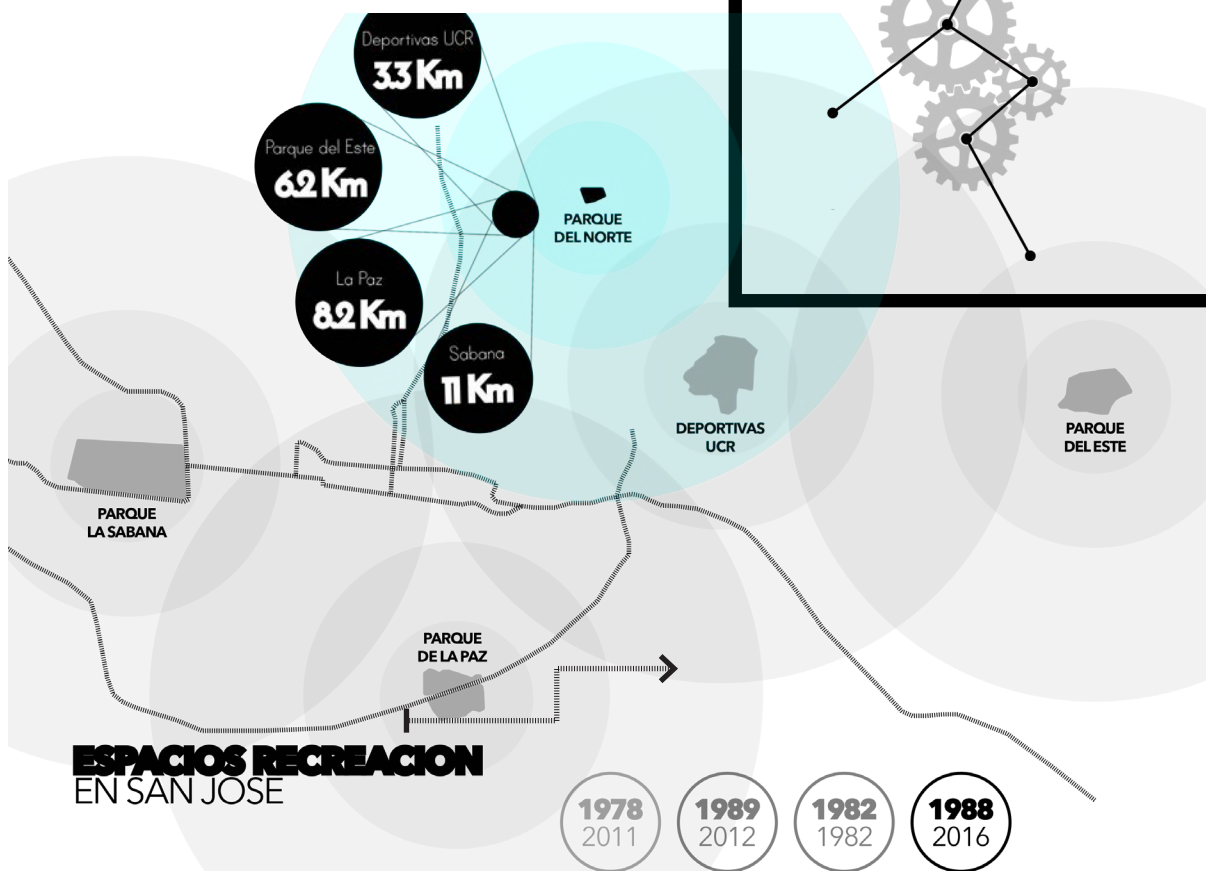 Deportivas UCR
3.3 Km
Parque del Este
6.2 Km
La Paz
8.2 Km
Sabana
11 Km
PARQUE
DEL NORTE
DEPORTIVAS
UCR
PARQUE
DEL ESTE
PARQUE
LA SABANA
PARQUE
DE LA PAZ
ESPACIOS RECREACION
EN SAN JOSE
1978
2011
1989
2012
1982
1982
1988
2016